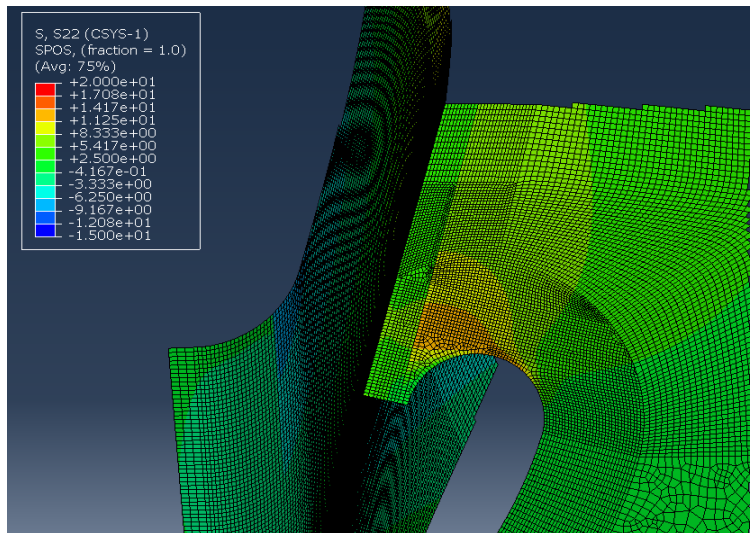 S, S22 (CSYS-1)
SPOS, (fraction = 1.0)
(Avg: 75%)
+2.000e+01
+1.708e+01
+1.417e+01
+1.125e+01
+8.333e+00
+5.417e+00
+2.500e+00
-4.167e-01
-3.333e+00
-6.250e+00
-9.167e+00
-1.208e+01
-1.500e+01